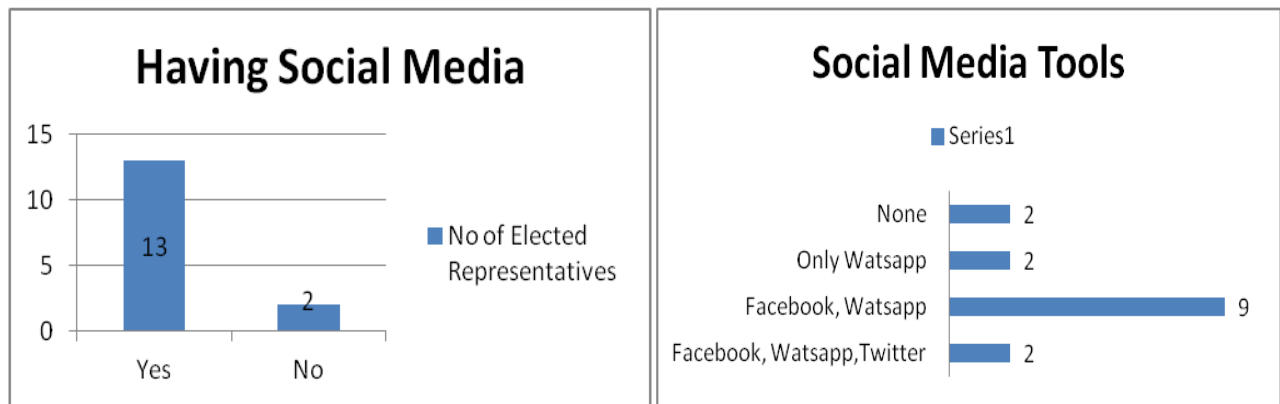 Having Social Media
15
10
5
0
13
2
Yes
No
No of Elected
Representatives
Social Media Tools
Series1
None
2
Only Watsapp
2
Facebook, Watsapp
9
Facebook, Watsapp,Twitter
2